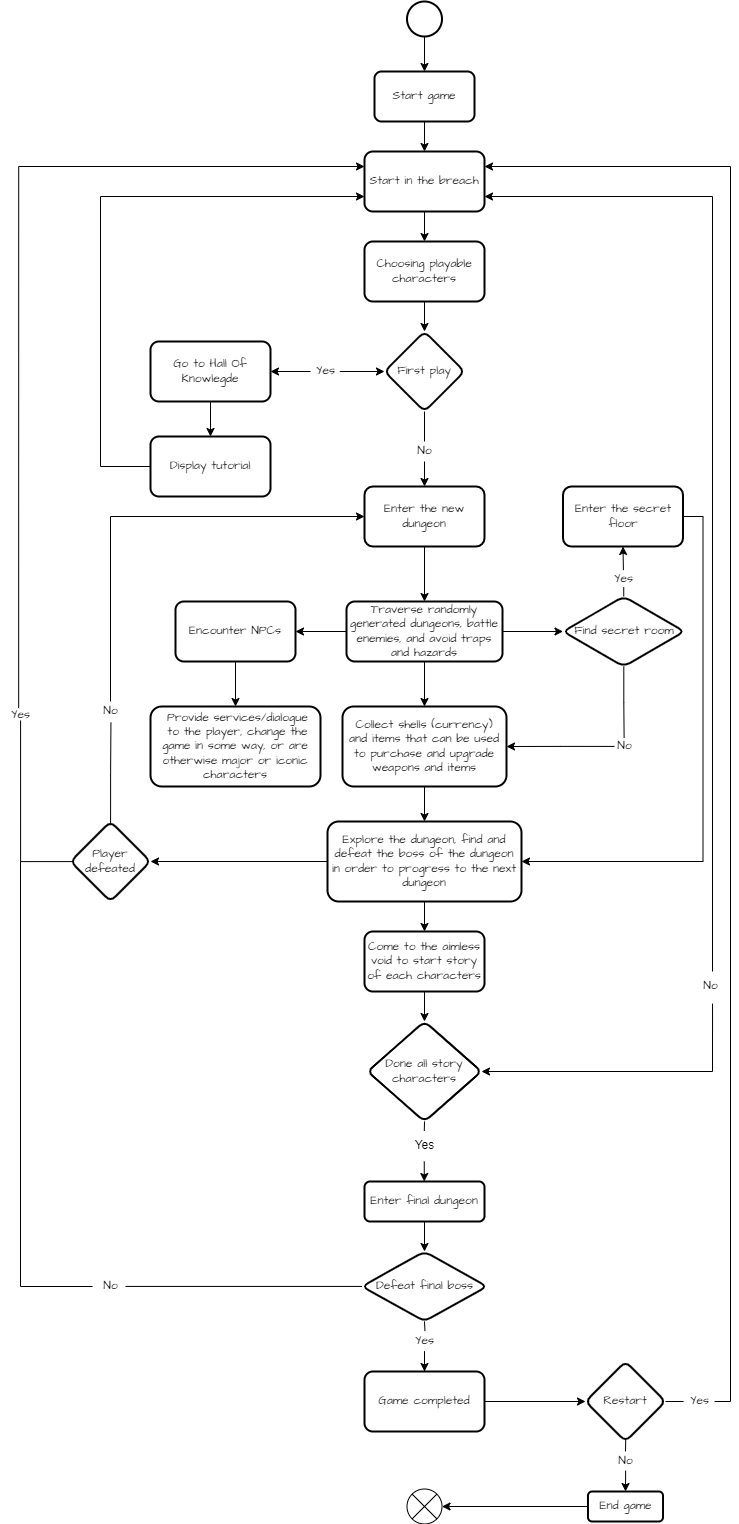 Start game
Start in the breach
Choosing playable
characters
Go to Hall Of
Knowlegde
Yes
First play
Display tutorial
No
Enter the new
dungeon
Enter the secret
floor
Yes
Encounter NPCs
Traverse randomly
generated dungeons, battle
enemies, and avoid traps
and hazards
Find secret room
Yes
No
Provide services/dialogue
to the player, change the
game in some way, or are
otherwise major or iconic
characters
Collect shells (currency)
and items that can be used
to purchase and upgrade
weapons and items
No
Player
defeated
Explore the dungeon, find and
defeat the boss of the dungeon
in order to progress to the next
dungeon
Come to the aimless
void to start story
of each characters
No
Done all story
characters
Yes
Enter final dungeon
No
Defeat final boss
Yes
Game completed
Restart
Yes
No
End game